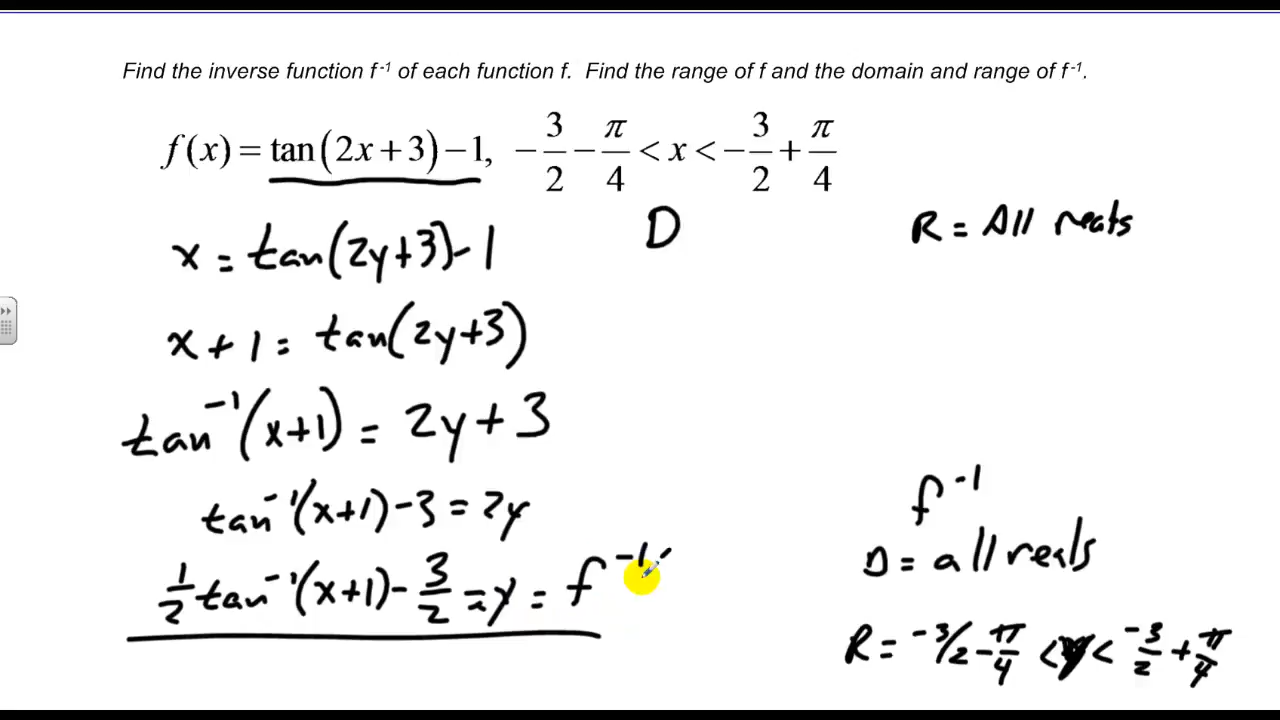 Find the inverse function f⁻¹ of each function f. Find the range of f and the domain and range of f⁻¹.
f(x) = tan(2x + 3) − 1, −3/2 − π/4 < x < −3/2 + π/4
D
R = All reals
x = tan(2y+3) − 1
x + 1 = tan(2y+3)
tan⁻¹(x+1) = 2y + 3
tan⁻¹(x+1) − 3 = 2y
1/2 tan⁻¹(x+1) − 3/2 = y = f⁻¹
f⁻¹
D = all reals
R = −3/2 − π/4 < y < −3/2 + π/4